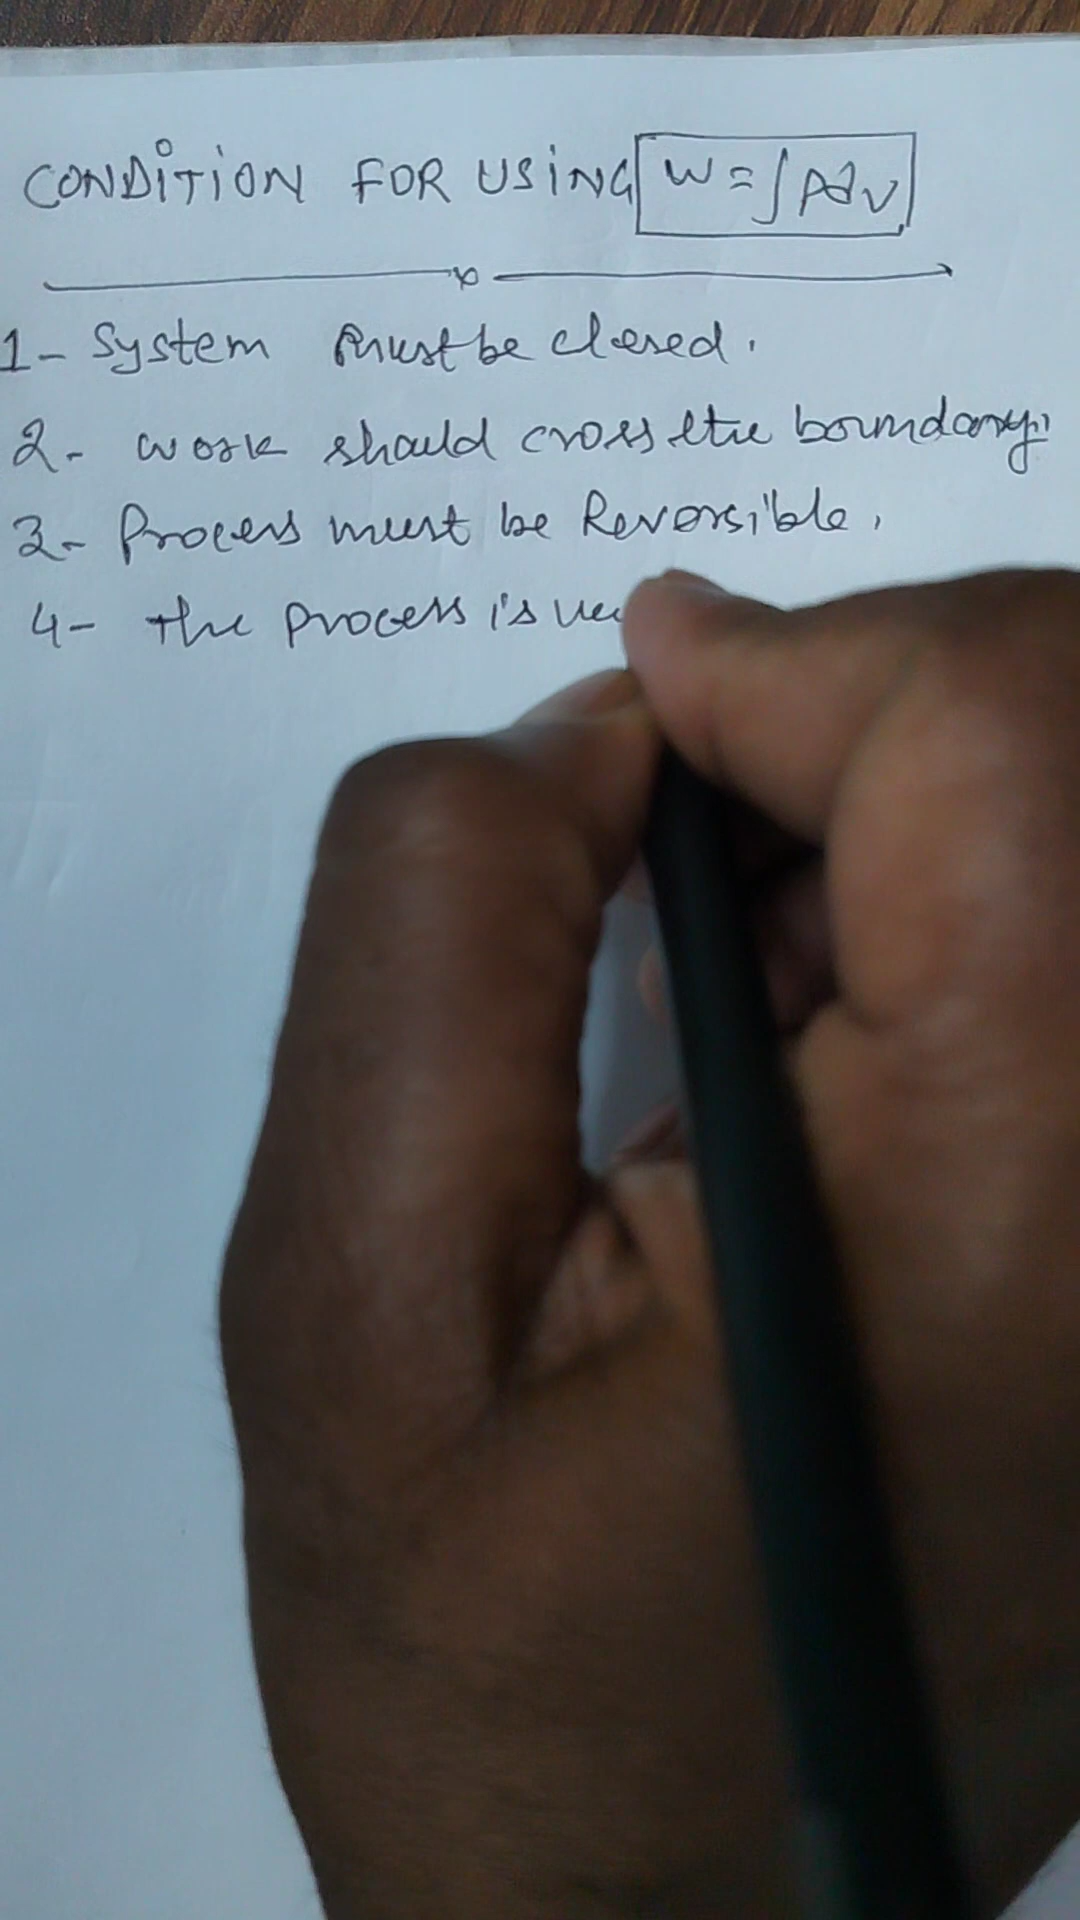 CONDITION FOR USING W = ∫ PdV
1- System must be closed.
2- work should cross the boundary.
3- Process must be Reversible.
4- the process is